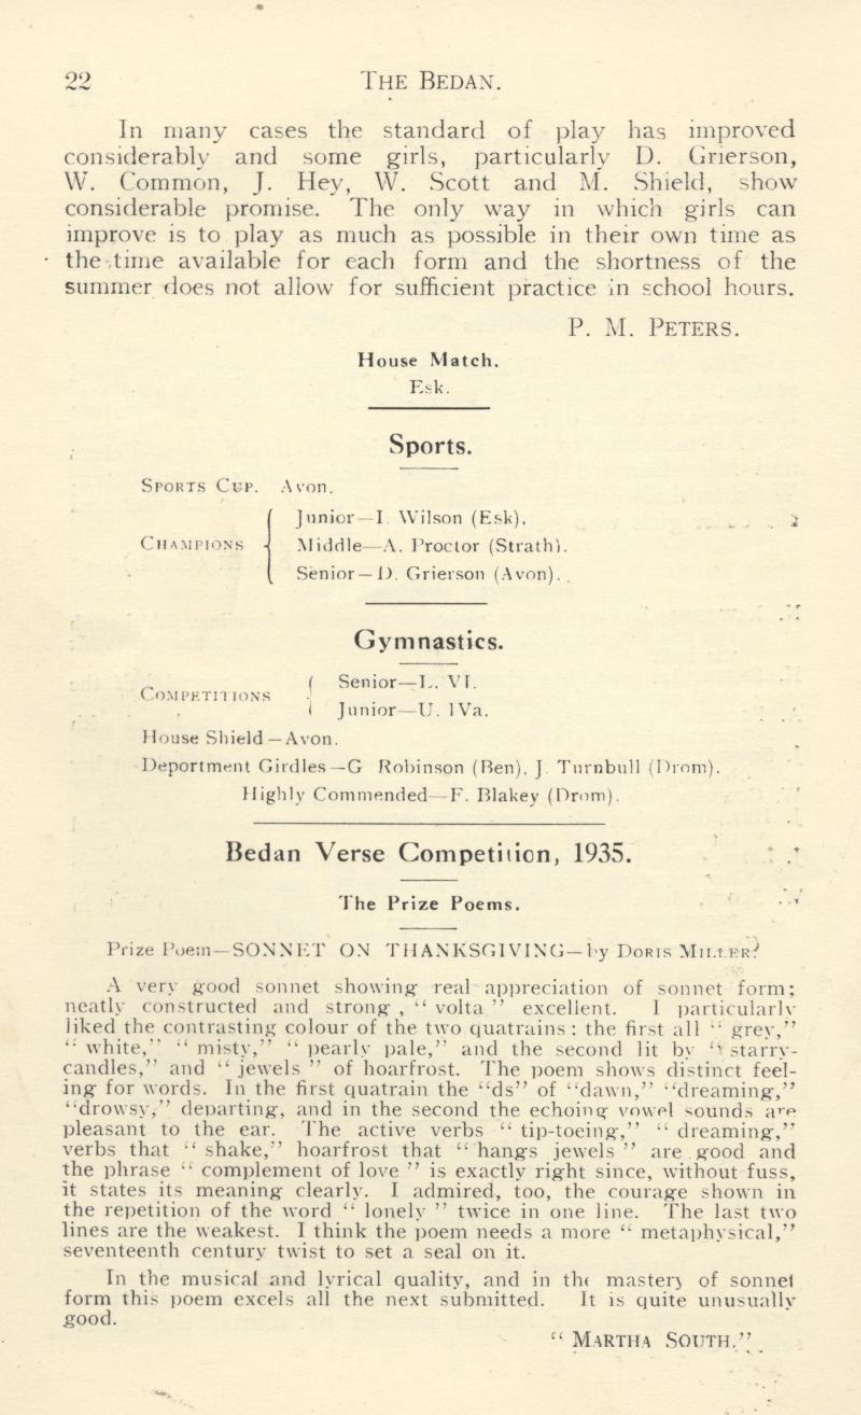 22 THE BEDAN.
In many cases the standard of play has improved
considerably and some girls, particularly D. Grierson,
W. Common, J. Hey, W. Scott and M. Shield, show
considerable promise. The only way in which girls can
improve is to play as much as possible in their own time as
the time available for each form and the shortness of the
summer does not allow for sufficient practice in school hours.
P. M. PETERS.
House Match.
Esk.
Sports.
SPORTS CUP. Avon.
Junior—I. Wilson (Esk).
CHAMPIONS Middle—A. Proctor (Strath).
Senior—D. Grierson (Avon).
Gymnastics.
Senior—L. VI.
COMPETITIONS
Junior—U. IVa.
House Shield—Avon.
Deportment Girdles—G Robinson (Ben), J. Turnbull (Drom).
Highly Commended—F. Blakey (Drom).
Bedan Verse Competition, 1935.
The Prize Poems.
Prize Poem—SONNET ON THANKSGIVING—by DORIS MILLER?
A very good sonnet showing real appreciation of sonnet form;
neatly constructed and strong, "volta" excellent. I particularly
liked the contrasting colour of the two quatrains: the first all "grey,"
"white," "misty," "pearly pale," and the second lit by "starry-
candles," and "jewels" of hoarfrost. The poem shows distinct feel-
ing for words. In the first quatrain the "ds" of "dawn," "dreaming,"
"drowsy," departing, and in the second the echoing vowel sounds are
pleasant to the ear. The active verbs "tip-toeing," "dreaming,"
verbs that "shake," hoarfrost that "hangs jewels" are good and
the phrase "complement of love" is exactly right since, without fuss,
it states its meaning clearly. I admired, too, the courage shown in
the repetition of the word "lonely" twice in one line. The last two
lines are the weakest. I think the poem needs a more "metaphysical,"
seventeenth century twist to set a seal on it.
In the musical and lyrical quality, and in the mastery of sonnet
form this poem excels all the next submitted. It is quite unusually
good.
"MARTHA SOUTH."